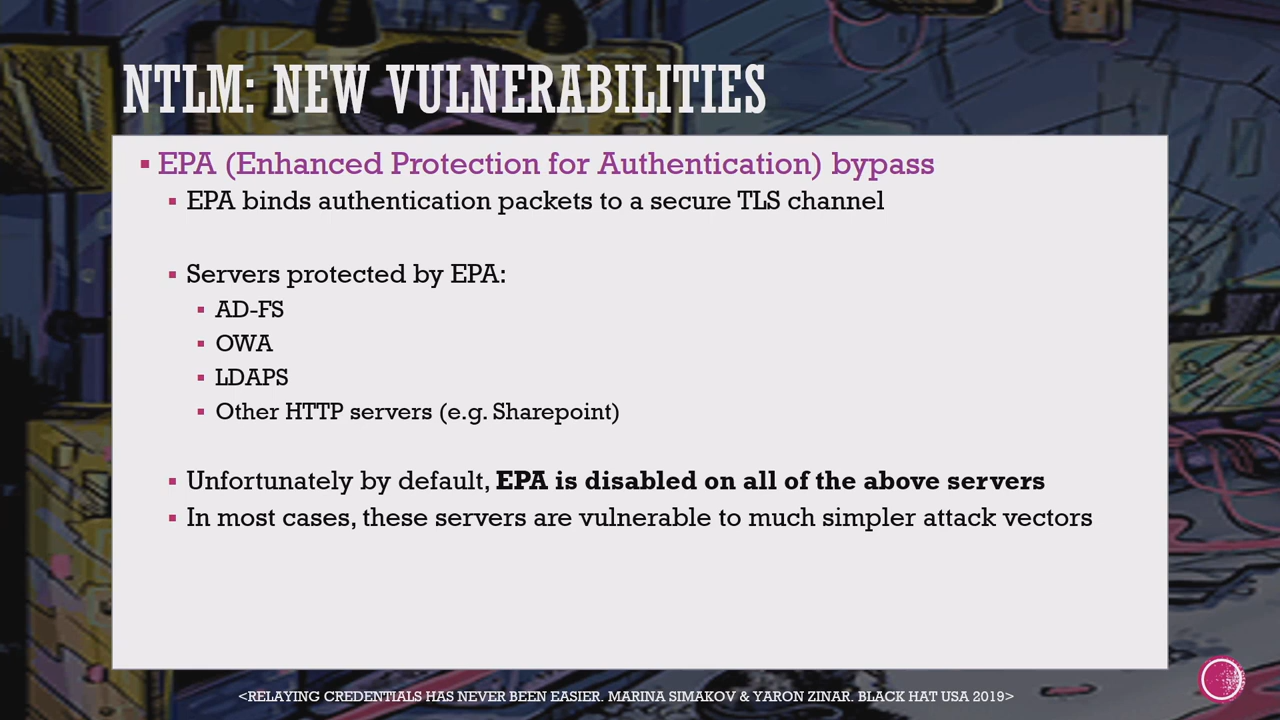 NTLM: NEW VULNERABILITIES
EPA (Enhanced Protection for Authentication) bypass
EPA binds authentication packets to a secure TLS channel
Servers protected by EPA:
AD-FS
OWA
LDAPS
Other HTTP servers (e.g. Sharepoint)
Unfortunately by default, EPA is disabled on all of the above servers
In most cases, these servers are vulnerable to much simpler attack vectors
<RELAYING CREDENTIALS HAS NEVER BEEN EASIER. MARINA SIMAKOV & YARON ZINAR. BLACK HAT USA 2019>